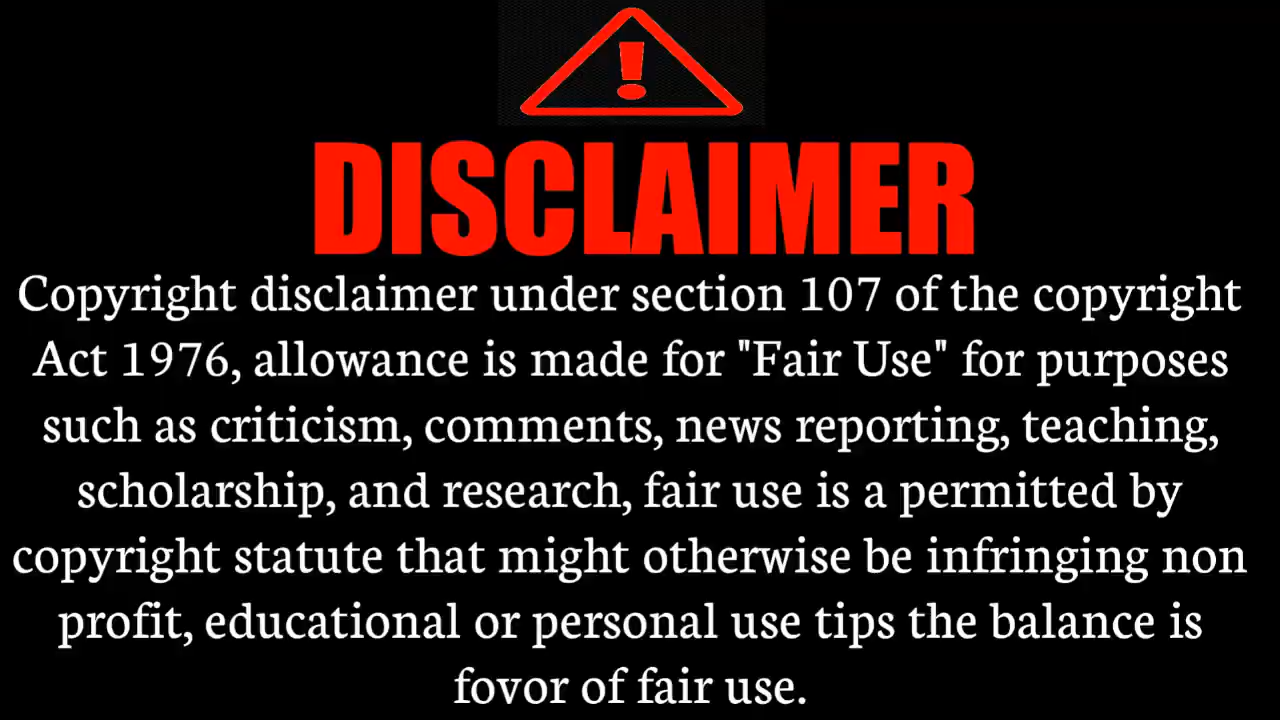 DISCLAIMER
Copyright disclaimer under section 107 of the copyright
Act 1976, allowance is made for "Fair Use" for purposes
such as criticism, comments, news reporting, teaching,
scholarship, and research, fair use is a permitted by
copyright statute that might otherwise be infringing non
profit, educational or personal use tips the balance is
fovor of fair use.